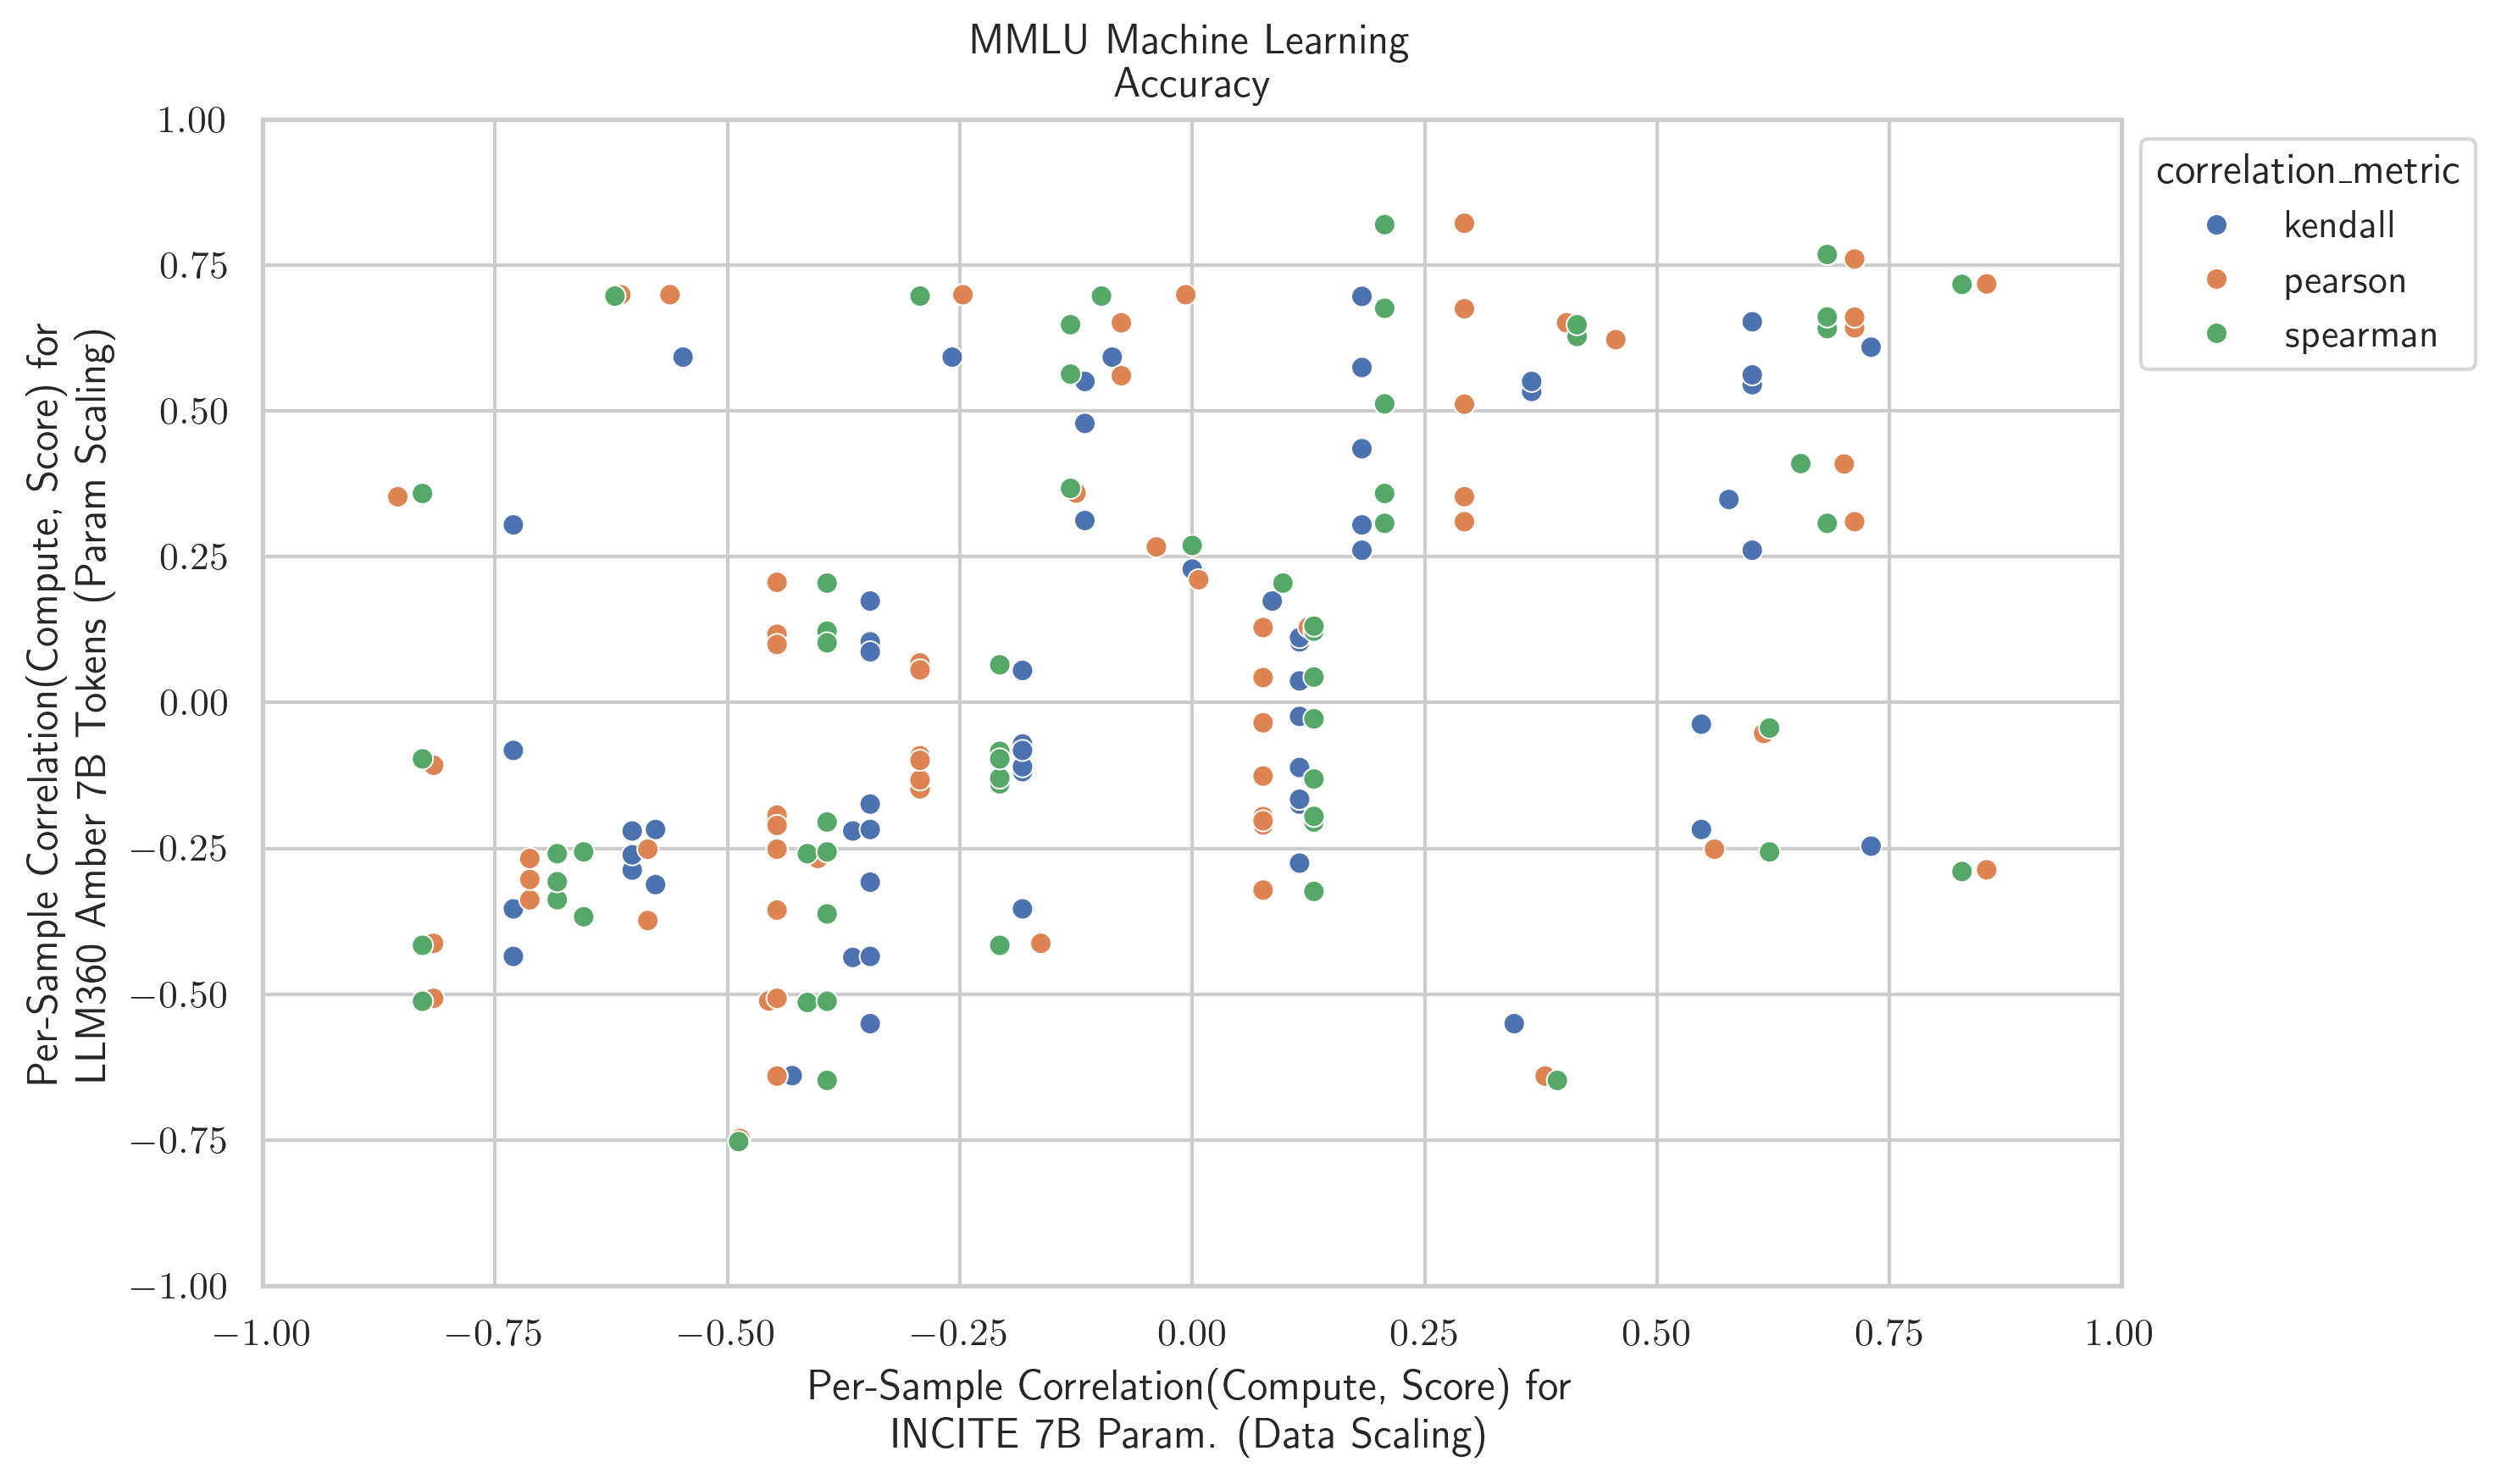 MMLU Machine Learning
Accuracy
1.00
0.75
0.50
0.25
0.00
−0.25
−0.50
−0.75
−1.00
Per-Sample Correlation(Compute, Score) for
LLM360 Amber 7B Tokens (Param Scaling)
−1.00 −0.75 −0.50 −0.25 0.00 0.25 0.50 0.75 1.00
Per-Sample Correlation(Compute, Score) for
INCITE 7B Param. (Data Scaling)
correlation_metric
kendall
pearson
spearman